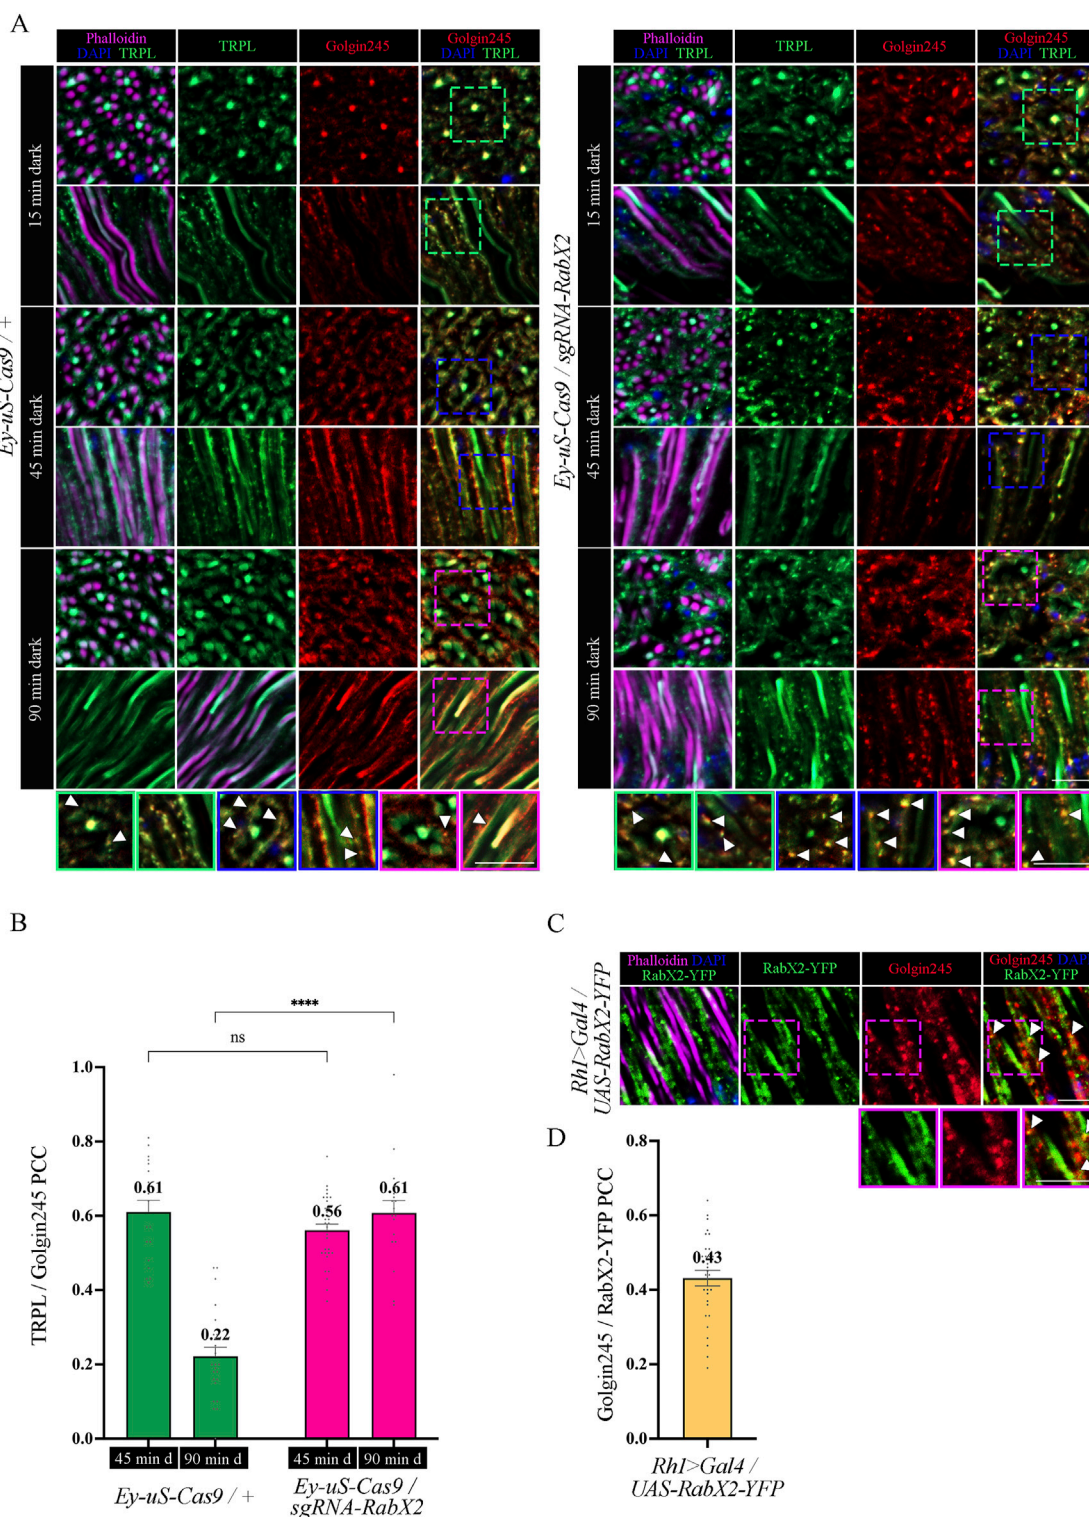 A
Phalloidin
DAPI TRPL
TRPL
Golgin245
Golgin245
DAPI TRPL
Phalloidin
DAPI TRPL
TRPL
Golgin245
Golgin245
DAPI TRPL
Ey-uS-Cas9 / +
15 min dark
45 min dark
90 min dark
Ey-uS-Cas9 / sgRNA-RabX2
15 min dark
45 min dark
90 min dark
B
****
ns
TRPL / Golgin245 PCC
1.0
0.8
0.6
0.4
0.2
0.0
0.61
0.22
0.56
0.61
45 min d
90 min d
45 min d
90 min d
Ey-uS-Cas9 / +
Ey-uS-Cas9 /
sgRNA-RabX2
C
Phalloidin DAPI
RabX2-YFP
RabX2-YFP
Golgin245
Golgin245 DAPI
RabX2-YFP
Rh1>Gal4 /
UAS-RabX2-YFP
D
Golgin245 / RabX2-YFP PCC
0.8
0.6
0.4
0.2
0.0
0.43
Rh1>Gal4 /
UAS-RabX2-YFP